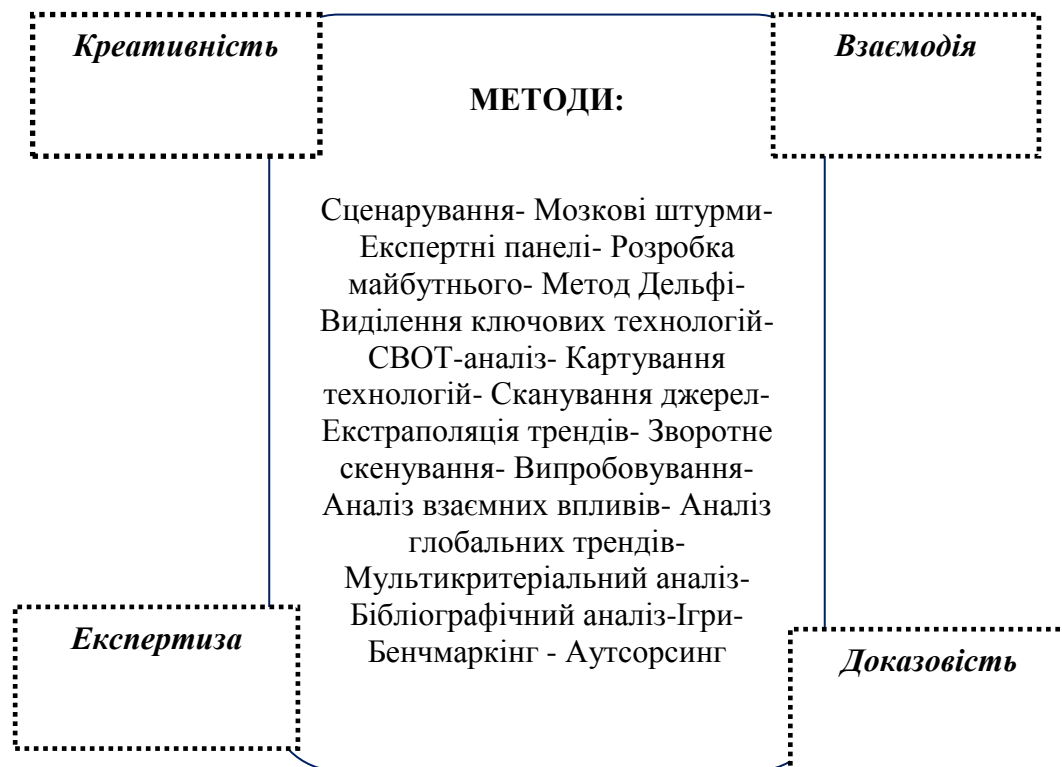 Креативність
Взаємодія
МЕТОДИ:
Сценарування- Мозкові штурми-
Експертні панелі- Розробка
майбутнього- Метод Дельфі-
Виділення ключових технологій-
СВОТ-аналіз- Картування
технологій- Сканування джерел-
Екстраполяція трендів- Зворотне
скенування- Випробовування-
Аналіз взаємних впливів- Аналіз
глобальних трендів-
Мультикритеріальний аналіз-
Бібліографічний аналіз-Ігри-
Бенчмаркінг - Аутсорсинг
Експертиза
Доказовість